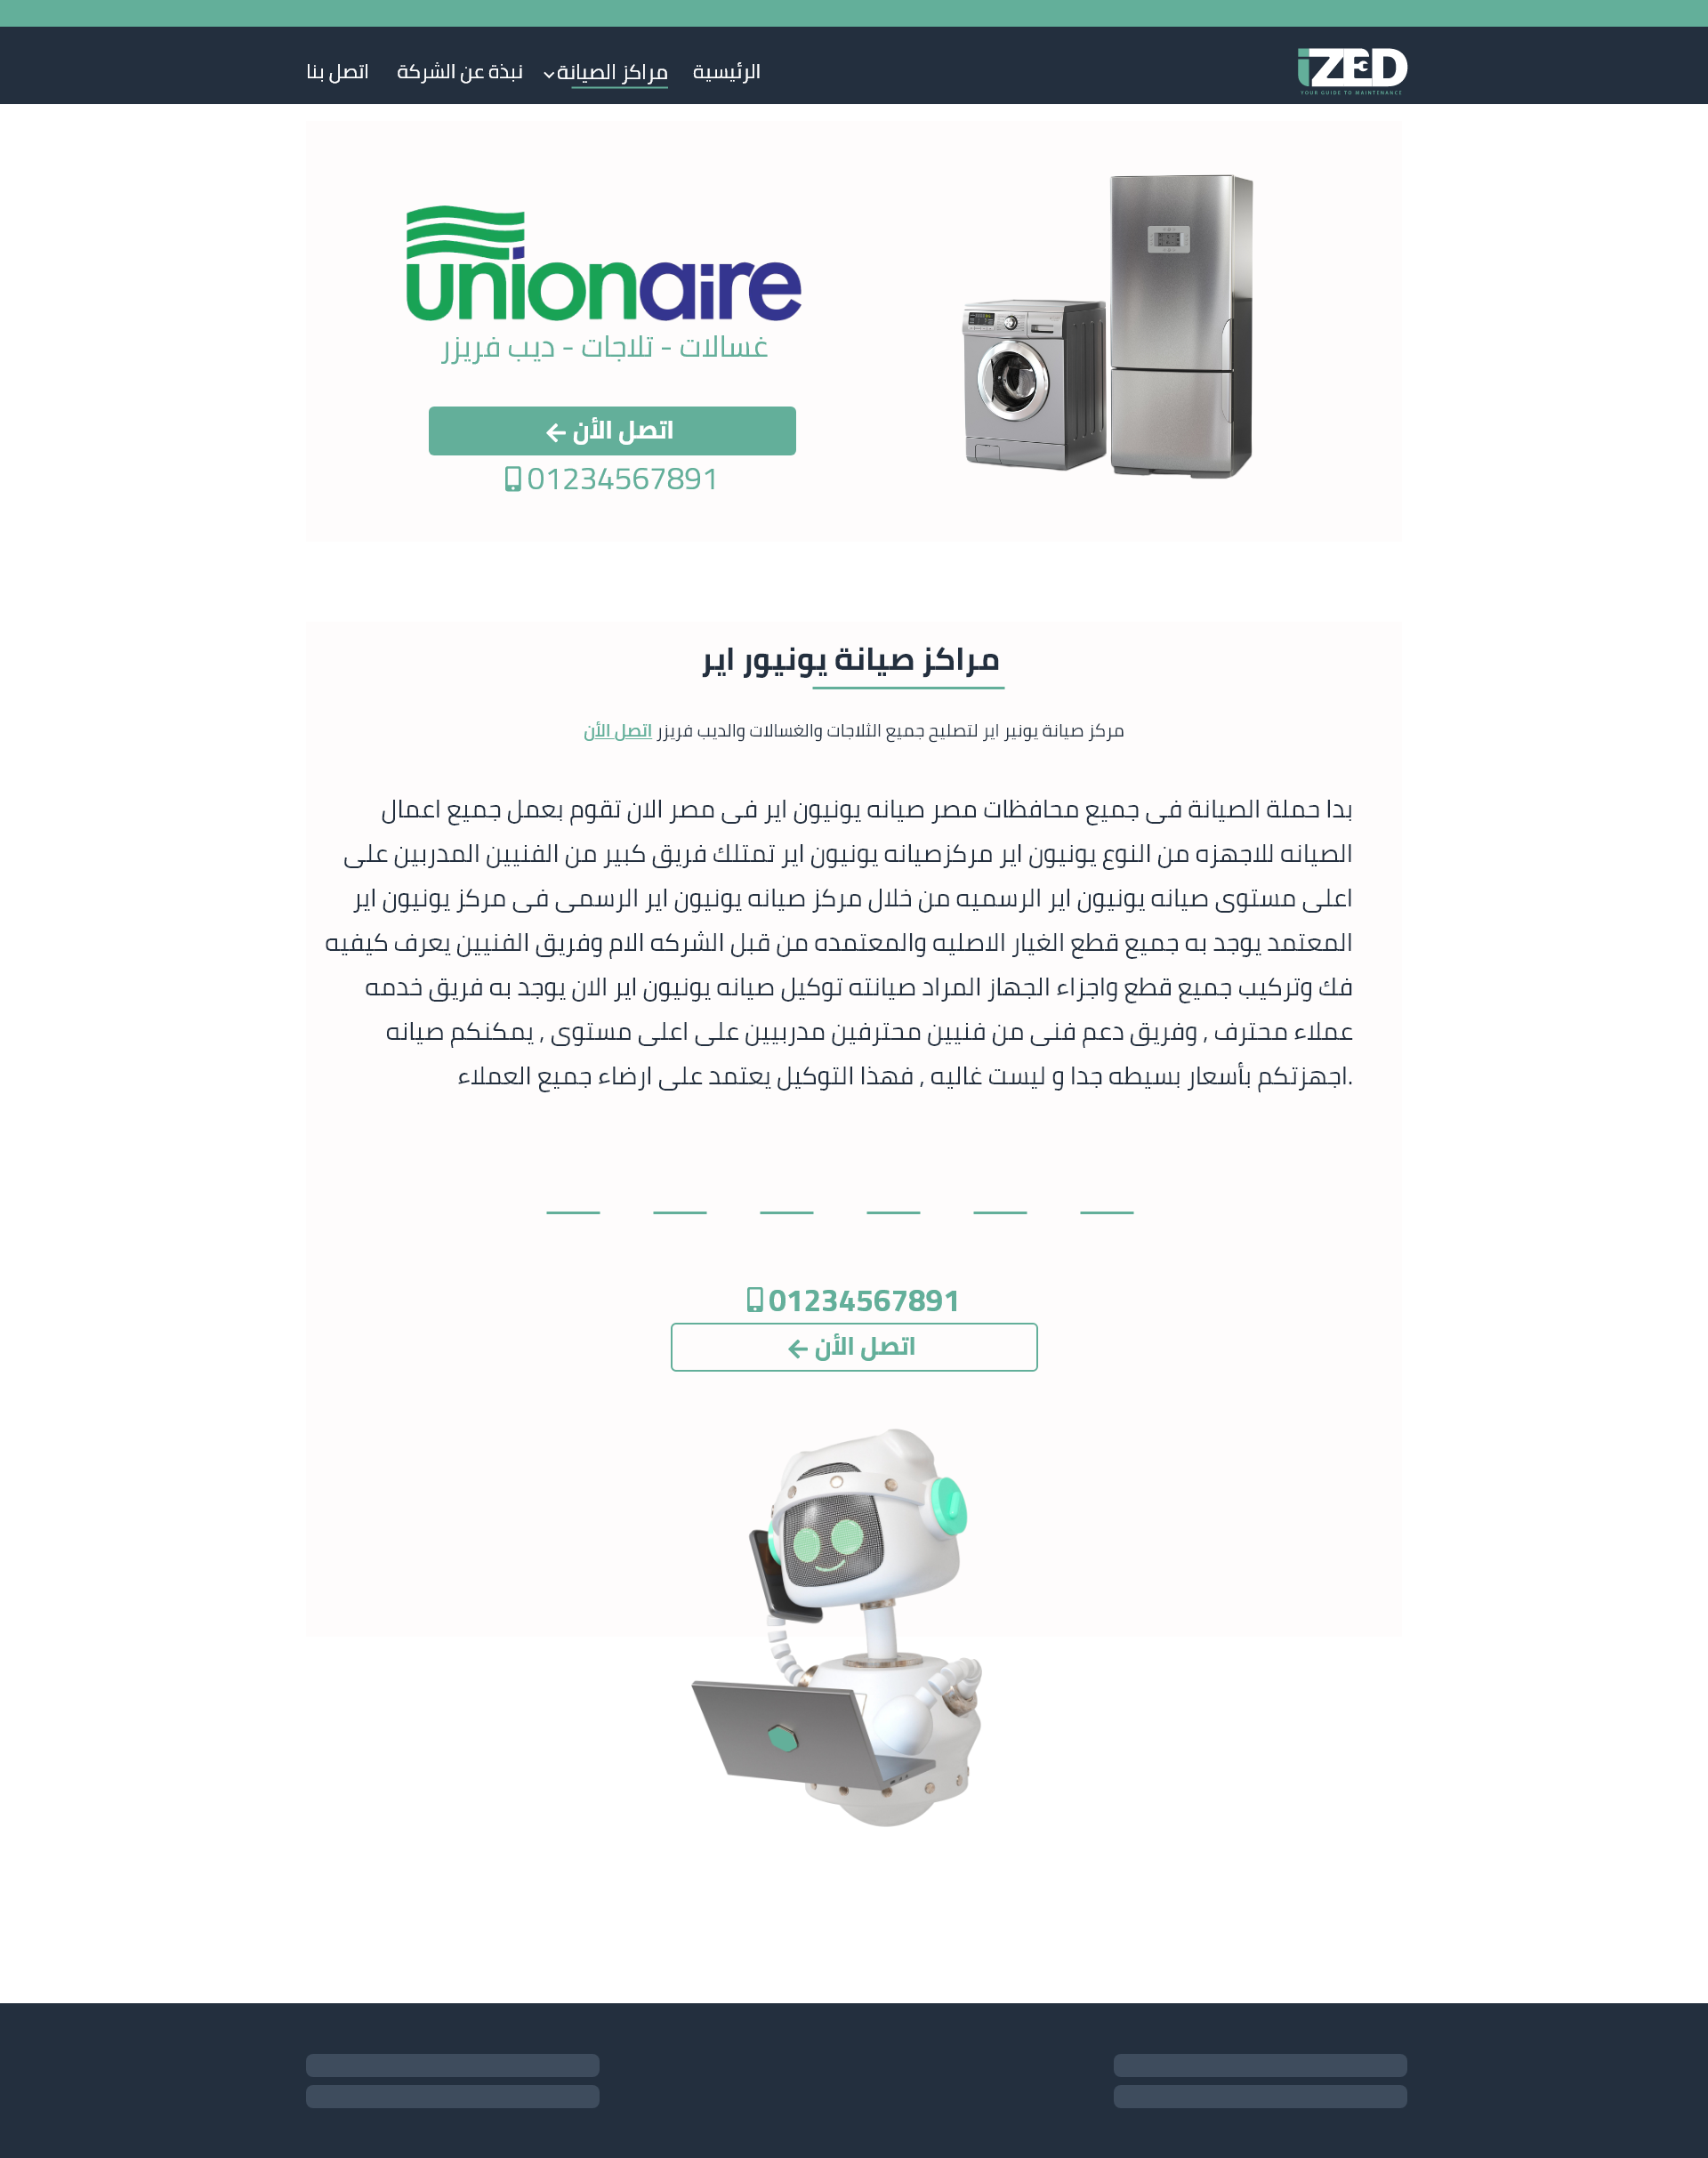 iZED
YOUR GUIDE TO MAINTENANCE
الرئيسية
مراكز الصيانة
نبذة عن الشركة
اتصل بنا
unionaire
غسالات - تلاجات - ديب فريزر
اتصل الأن
01234567891
مراكز صيانة يونيور اير
مركز صيانة يونير اير لتصليح جميع الثلاجات والغسالات والديب فريزر اتصل الأن
بدا حملة الصيانة فى جميع محافظات مصر صيانه يونيون اير فى مصر الان تقوم بعمل جميع اعمال
الصيانه للاجهزه من النوع يونيون اير مركزصيانه يونيون اير تمتلك فريق كبير من الفنيين المدربين على
اعلى مستوى صيانه يونيون اير الرسميه من خلال مركز صيانه يونيون اير الرسمى فى مركز يونيون اير
المعتمد يوجد به جميع قطع الغيار الاصليه والمعتمده من قبل الشركه الام وفريق الفنيين يعرف كيفيه
فك وتركيب جميع قطع واجزاء الجهاز المراد صيانته توكيل صيانه يونيون اير الان يوجد به فريق خدمه
عملاء محترف , وفريق دعم فنى من فنيين محترفين مدربيين على اعلى مستوى , يمكنكم صيانه
.اجهزتكم بأسعار بسيطه جدا و ليست غاليه , فهذا التوكيل يعتمد على ارضاء جميع العملاء
01234567891
اتصل الأن